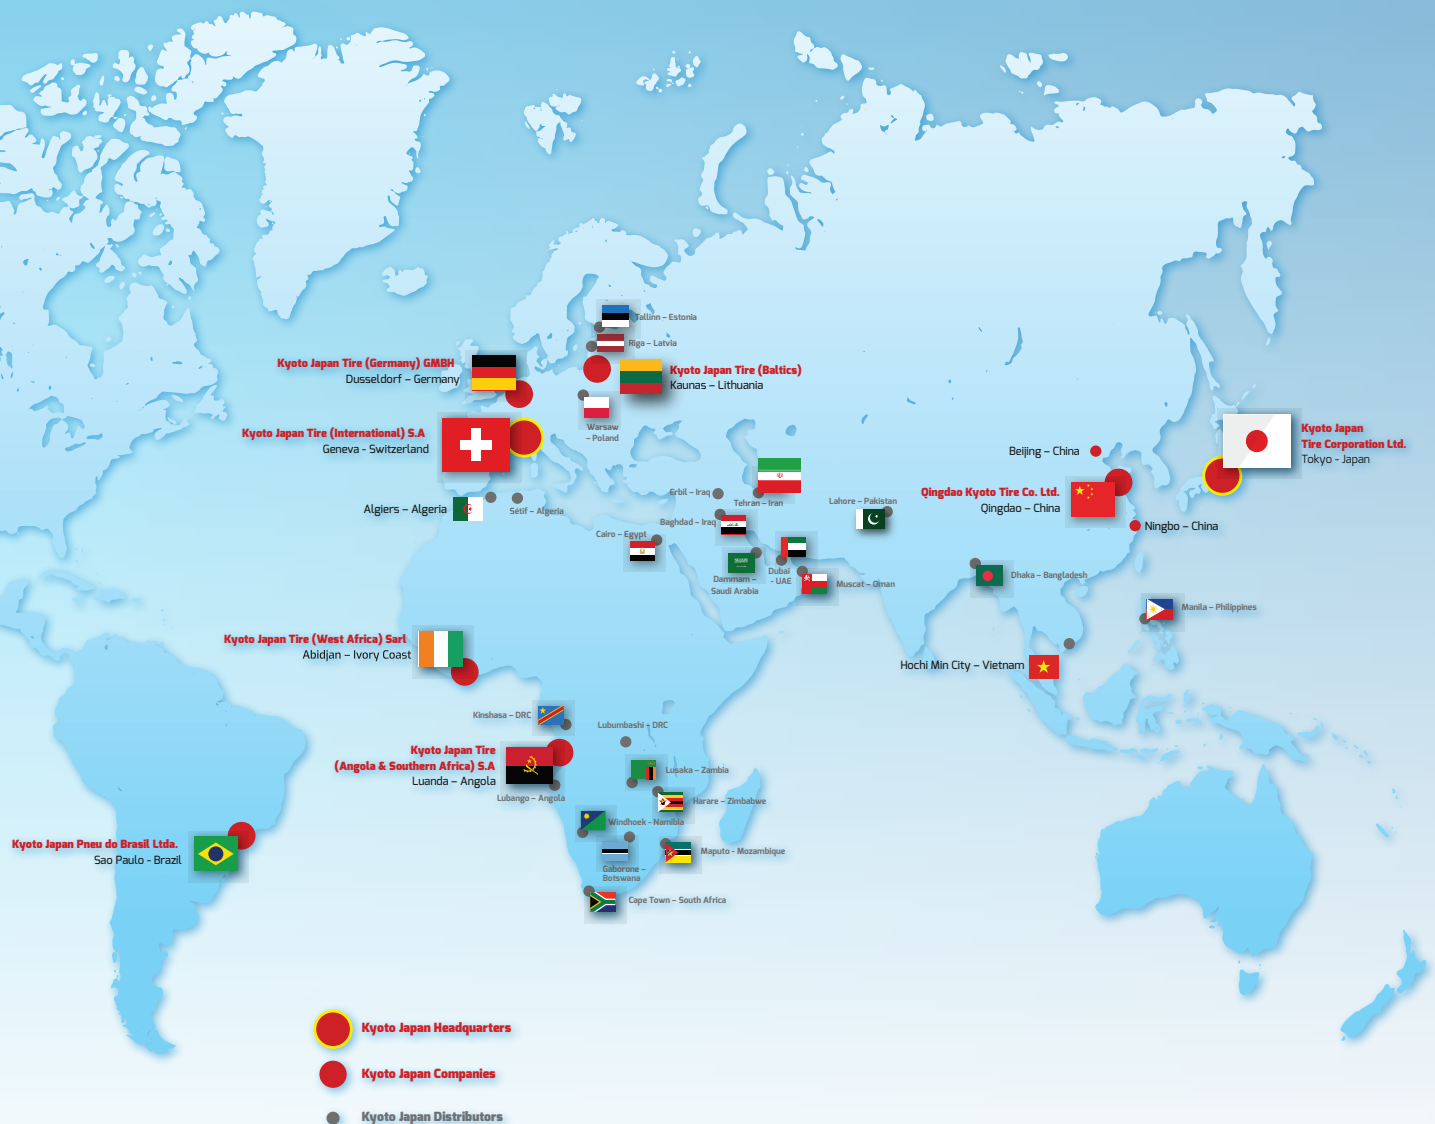 Tallinn – Estonia
Riga – Latvia
Kyoto Japan Tire (Germany) GMBH
Dusseldorf – Germany
Kyoto Japan Tire (Baltics)
Kaunas – Lithuania
Warsaw
– Poland
Kyoto Japan Tire (International) S.A
Geneva - Switzerland
Kyoto Japan
Tire Corporation Ltd.
Tokyo - Japan
Beijing – China
Qingdao Kyoto Tire Co. Ltd.
Qingdao – China
Ningbo – China
Erbil – Iraq
Tehran – Iran
Lahore – Pakistan
Algiers – Algeria
Sétif – Algeria
Baghdad – Iraq
Cairo – Egypt
Dammam –
Saudi Arabia
Dubai
- UAE
Muscat – Oman
Dhaka – Bangladesh
Manila – Philippines
Kyoto Japan Tire (West Africa) Sarl
Abidjan – Ivory Coast
Hochi Min City – Vietnam
Kinshasa – DRC
Lubumbashi – DRC
Kyoto Japan Tire
(Angola & Southern Africa) S.A
Luanda – Angola
Lubango – Angola
Lusaka – Zambia
Harare – Zimbabwe
Windhoek - Namibia
Gaborone –
Botswana
Maputo - Mozambique
Kyoto Japan Pneu do Brasil Ltda.
Sao Paulo - Brazil
Cape Town – South Africa
Kyoto Japan Headquarters
Kyoto Japan Companies
Kyoto Japan Distributors